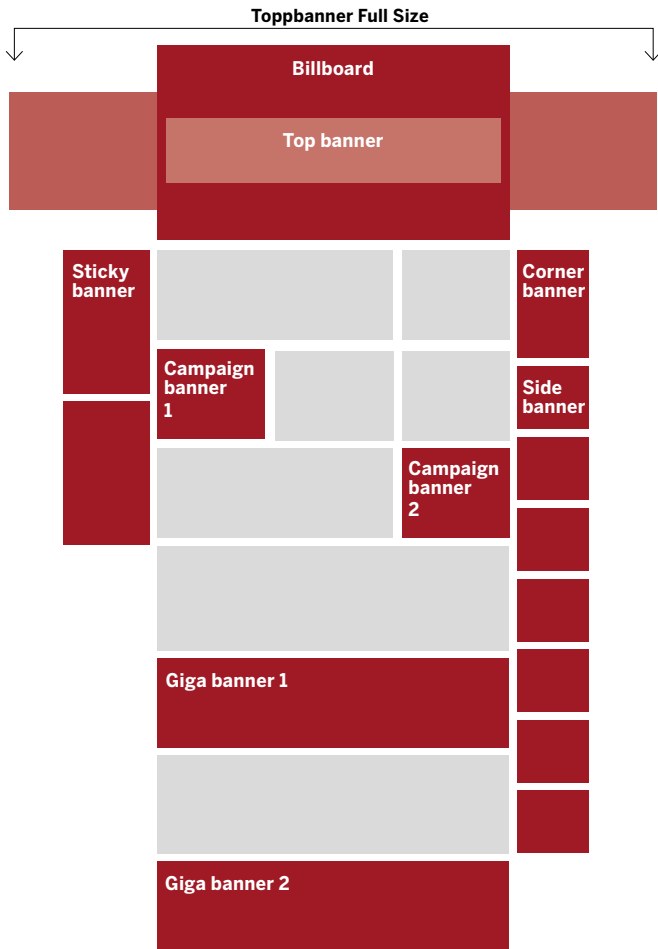 Toppbanner Full Size
Billboard
Top banner
Sticky
banner
Corner
banner
Campaign
banner
1
Side
banner
Campaign
banner
2
Giga banner 1
Giga banner 2